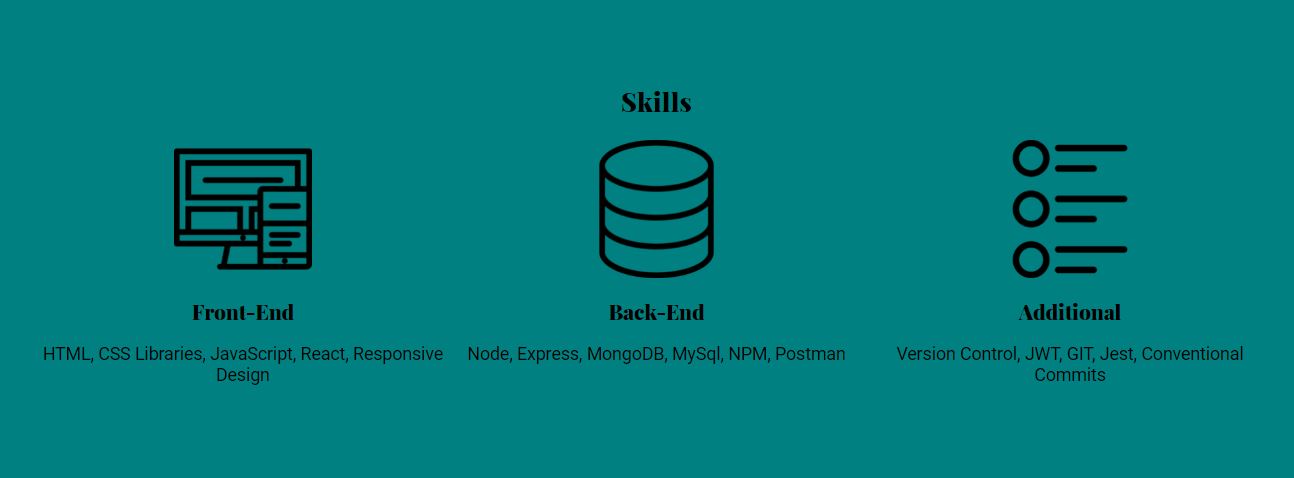 Skills
Front-End
HTML, CSS Libraries, JavaScript, React, Responsive
Design
Back-End
Node, Express, MongoDB, MySql, NPM, Postman
Additional
Version Control, JWT, GIT, Jest, Conventional
Commits